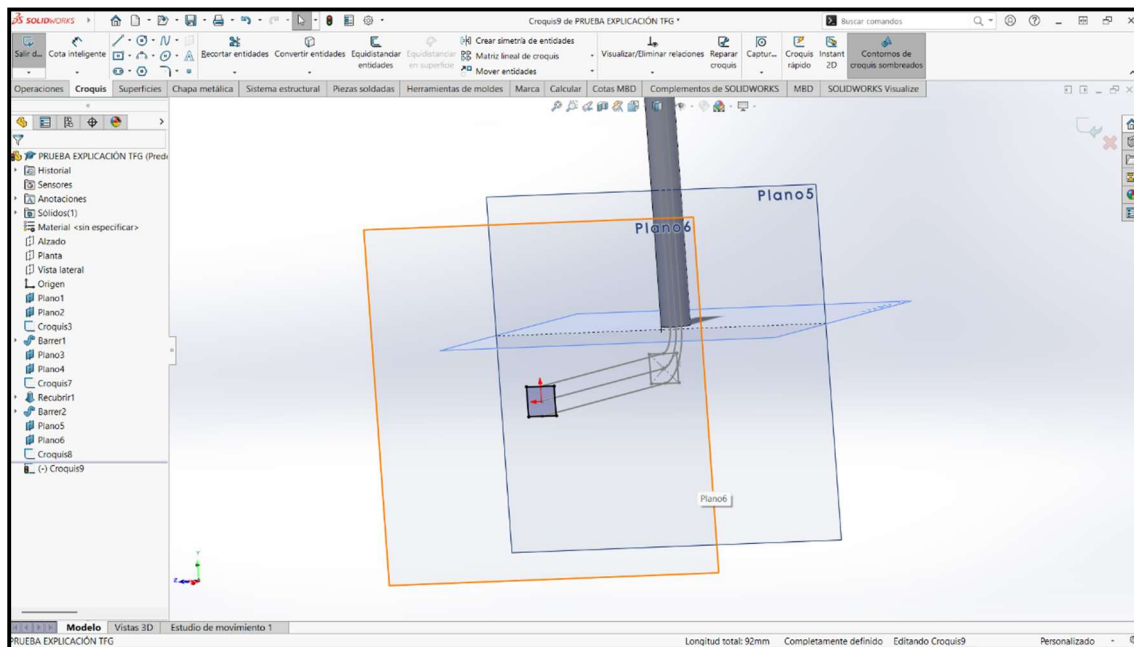 SOLIDWORKS
Croquis9 de PRUEBA EXPLICACIÓN TFG *
Buscar comandos
Salir d...
Cota inteligente
Recortar entidades
Convertir entidades
Equidistanciar entidades
Equidistanciar en superficie
Crear simetría de entidades
Matriz lineal de croquis
Mover entidades
Visualizar/Eliminar relaciones
Reparar croquis
Captur...
Croquis rápido
Instant 2D
Contornos de croquis sombreados
Operaciones
Croquis
Superficies
Chapa metálica
Sistema estructural
Piezas soldadas
Herramientas de moldes
Marca
Calcular
Cotas MBD
Complementos de SOLIDWORKS
MBD
SOLIDWORKS Visualize
PRUEBA EXPLICACIÓN TFG (Prede
Historial
Sensores
Anotaciones
Sólidos(1)
Material <sin especificar>
Alzado
Planta
Vista lateral
Origen
Plano1
Plano2
Croquis3
Barrer1
Plano3
Plano4
Croquis7
Recubrir1
Barrer2
Plano5
Plano6
Croquis8
(-) Croquis9
Plano5
Plano6
Plano6
Y
Z
Modelo
Vistas 3D
Estudio de movimiento 1
PRUEBA EXPLICACIÓN TFG
Longitud total: 92mm
Completamente definido
Editando Croquis9
Personalizado